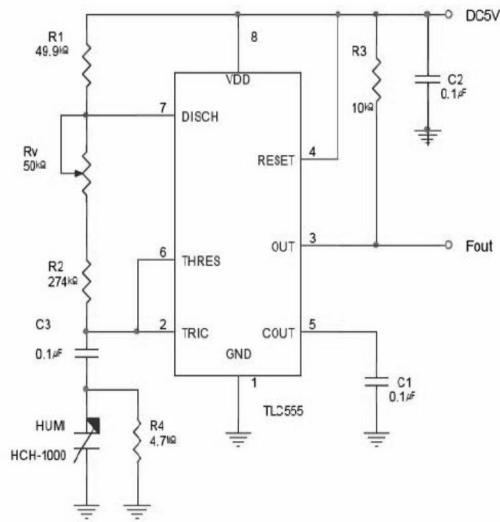 DC5V
R1
49.9kΩ
8
VDD
R3
10kΩ
C2
0.1㎌
7
DISCH
Rv
50kΩ
RESET
4
6
THRES
OUT
3
Fout
R2
274kΩ
C3
0.1㎌
2
TRIC
COUT
5
GND
1
TLC555
C1
0.1㎌
HUMI
HCH-1000
R4
4.7kΩ